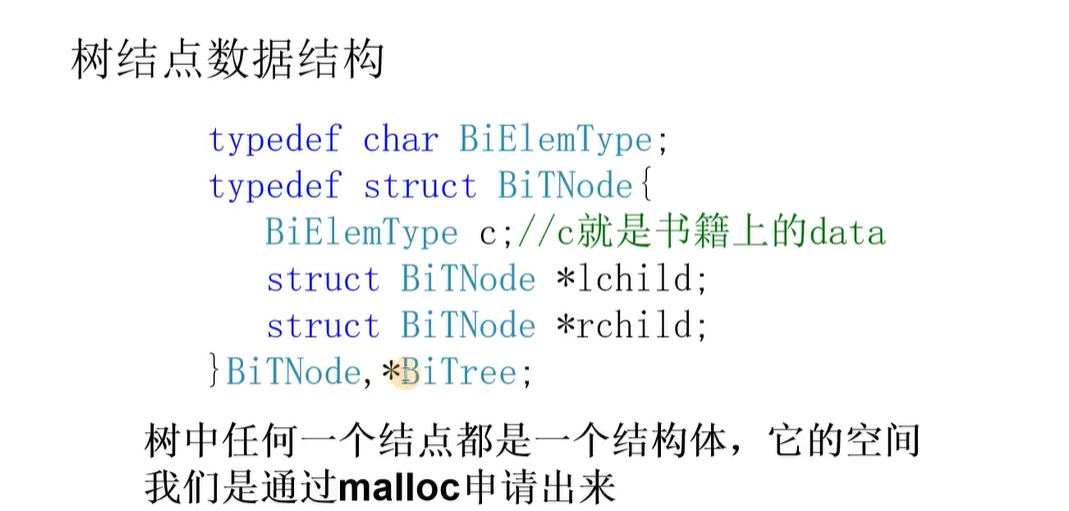 树结点数据结构
typedef char BiElemType;
typedef struct BiTNode{
BiElemType c;//c就是书籍上的data
struct BiTNode *lchild;
struct BiTNode *rchild;
}BiTNode,*BiTree;
树中任何一个结点都是一个结构体，它的空间
我们是通过malloc申请出来